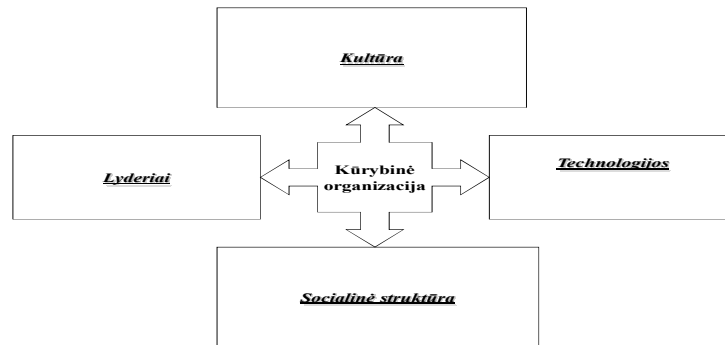 Kultūra
Lyderiai
Kūrybinė
organizacija
Technologijos
Socialinė struktūra